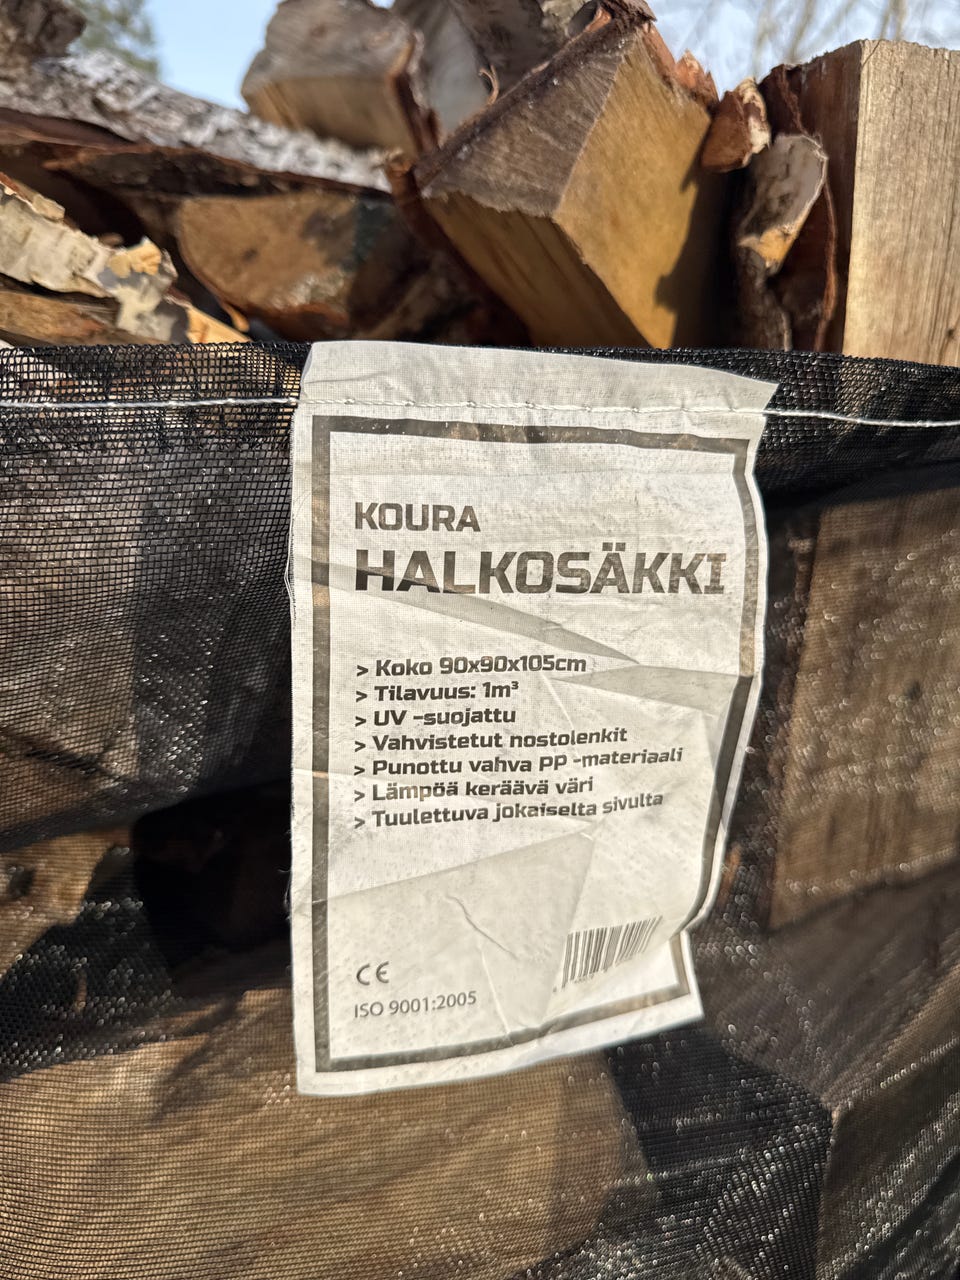 KOURA
HALKOSÄKKI
> Koko 90x90x105cm
> Tilavuus: 1m³
> UV -suojattu
> Vahvistetut nostolenkit
> Punottu vahva PP -materiaali
> Lämpöä keräävä väri
> Tuulettuva jokaiselta sivulta
CE
ISO 9001:2005